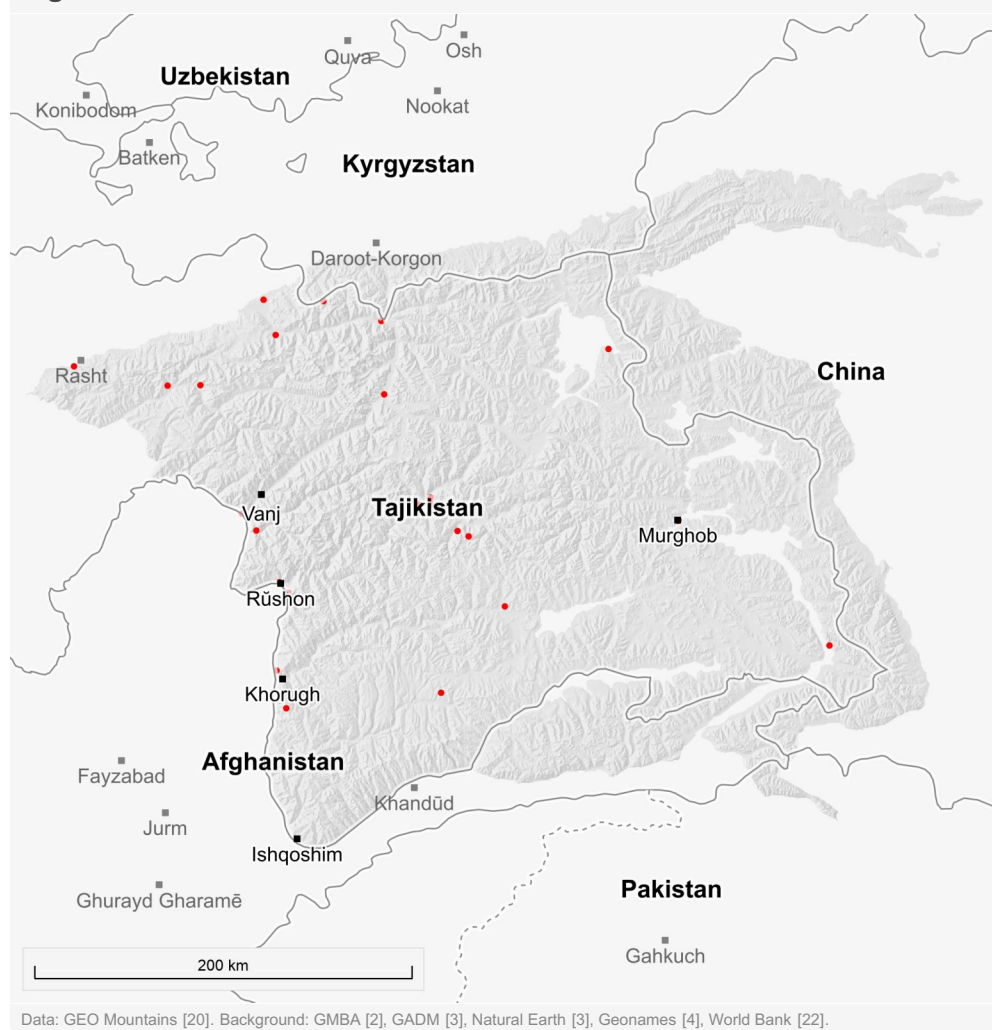 Quva
Osh
Uzbekistan
Konibodom
Nookat
Batken
Kyrgyzstan
Daroot-Korgon
Rasht
China
Vanj
Tajikistan
Murghob
Rŭshon
Khorugh
Afghanistan
Fayzabad
Khandūd
Jurm
Ishqoshim
Ghurayd Gharamē
Pakistan
Gahkuch
200 km
Data: GEO Mountains [20]. Background: GMBA [2], GADM [3], Natural Earth [3], Geonames [4], World Bank [22].